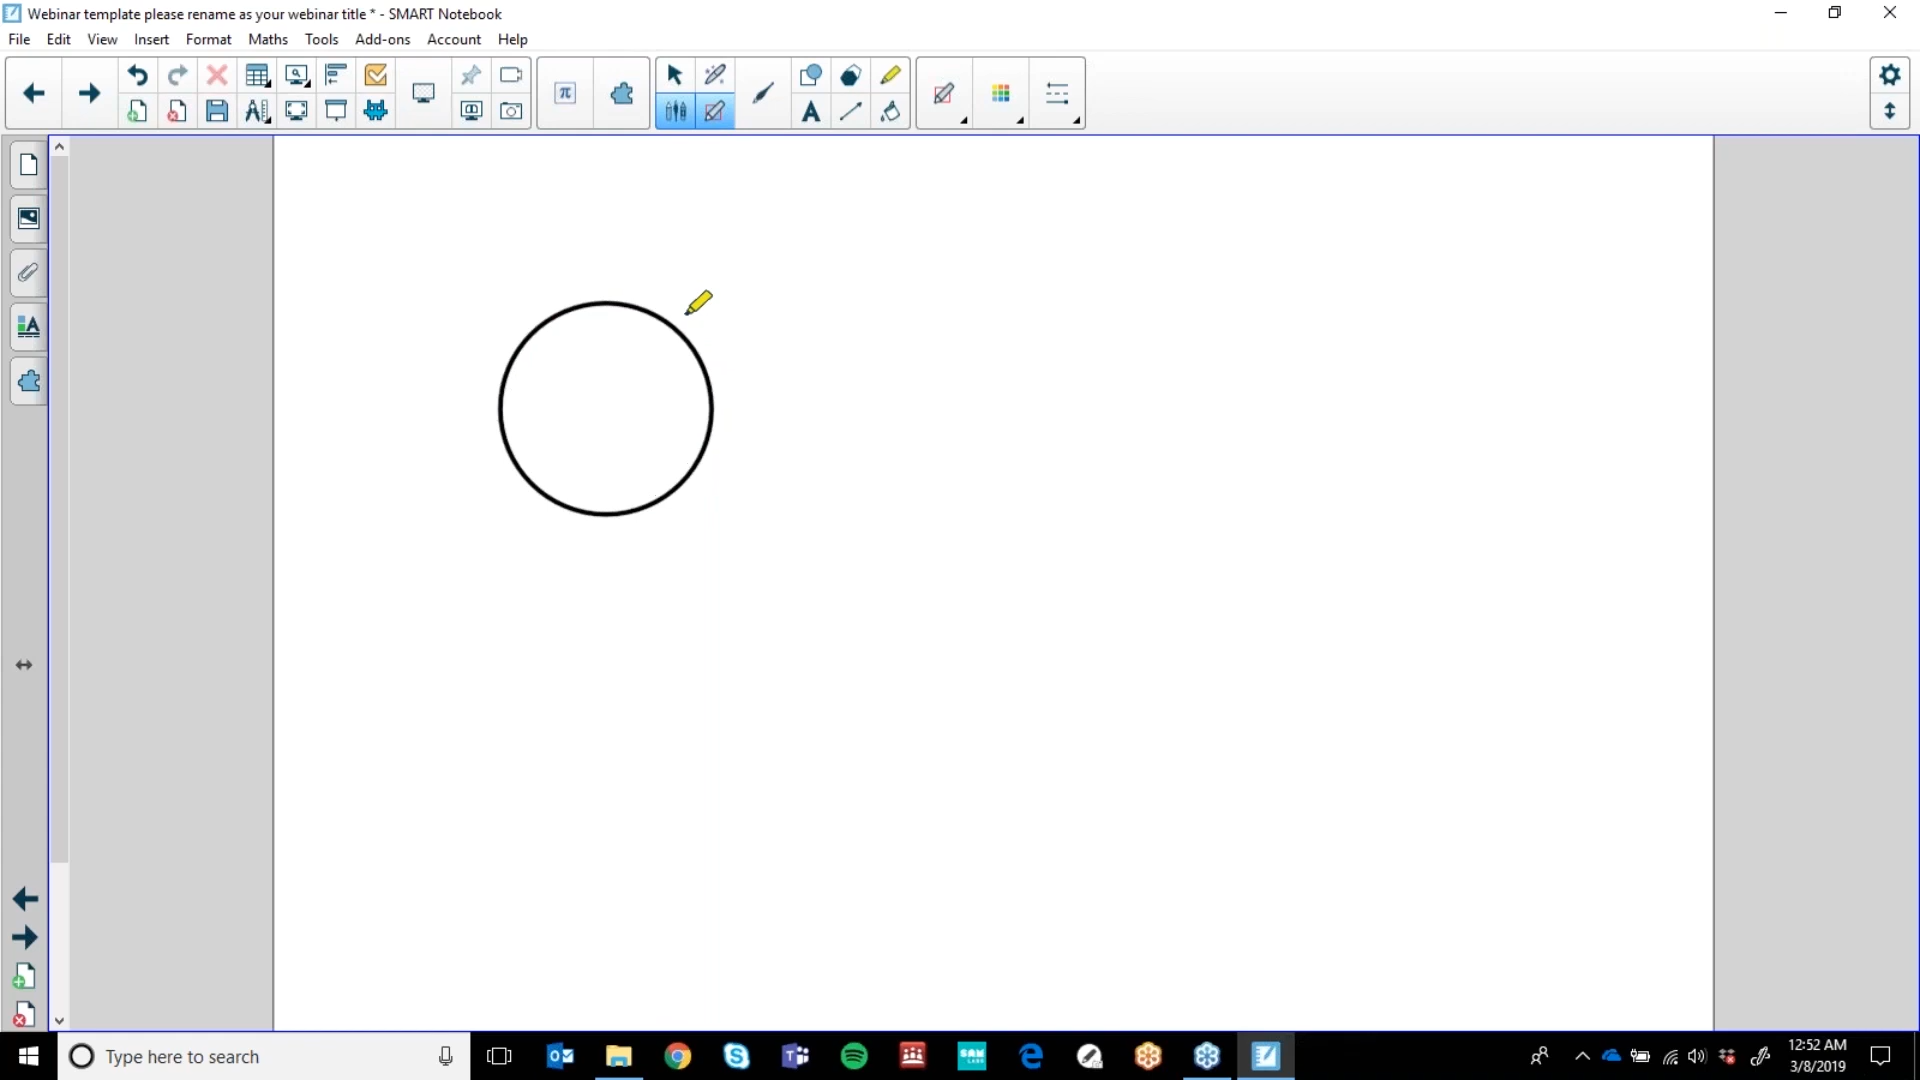 Webinar template please rename as your webinar title * - SMART Notebook
File Edit View Insert Format Maths Tools Add-ons Account Help
π
A
A
Type here to search
12:52 AM
3/8/2019